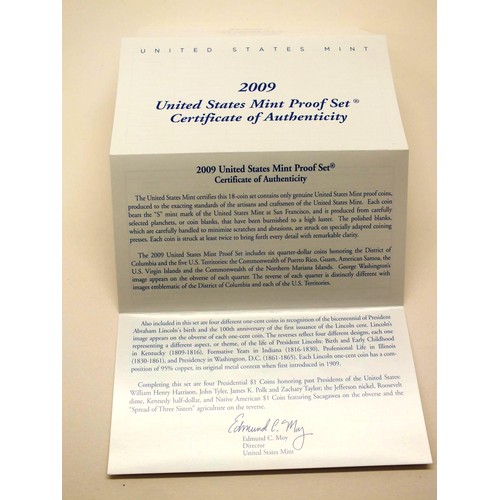 UNITED STATES MINT
2009
United States Mint Proof Set®
Certificate of Authenticity
2009 United States Mint Proof Set®
Certificate of Authenticity
The United States Mint certifies this 18-coin set contains only genuine United States Mint proof coins,
produced to the exacting standards of the artisans and craftsmen of the United States Mint. Each coin
bears the "S" mint mark of the United States Mint at San Francisco, and is produced from carefully
selected planchets, or coin blanks, that have been burnished to a high luster. The polished blanks,
which are carefully handled to minimize scratches and abrasions, are struck on specially adapted coining
presses. Each coin is struck at least twice to bring forth every detail with remarkable clarity.
The 2009 United States Mint Proof Set includes six quarter-dollar coins honoring the District of
Columbia and the five U.S. Territories: the Commonwealth of Puerto Rico, Guam, American Samoa, the
U.S. Virgin Islands and the Commonwealth of the Northern Mariana Islands. George Washington's
image appears on the obverse of each quarter. The reverse of each quarter is distinctly different with
images emblematic of the District of Columbia and each of the U.S. Territories.
Also included in this set are four different one-cent coins in recognition of the bicentennial of President
Abraham Lincoln's birth and the 100th anniversary of the first issuance of the Lincoln cent. Lincoln's
image appears on the obverse of each one-cent coin. The reverses reflect four different designs, each one
representing a different aspect, or theme, of the life of President Lincoln: Birth and Early Childhood
in Kentucky (1809-1816), Formative Years in Indiana (1816-1830), Professional Life in Illinois
(1830-1861), and Presidency in Washington, D.C. (1861-1865). Each Lincoln one-cent coin has a com-
position of 95% copper, its original metal content when first introduced in 1909.
Completing this set are four Presidential $1 Coins honoring past Presidents of the United States:
William Henry Harrison, John Tyler, James K. Polk and Zachary Taylor; the Jefferson nickel, Roosevelt
dime, Kennedy half-dollar, and Native American $1 Coin featuring Sacagawea on the obverse and the
"Spread of Three Sisters" agriculture on the reverse.
Edmund C. Moy
Edmund C. Moy
Director
United States Mint